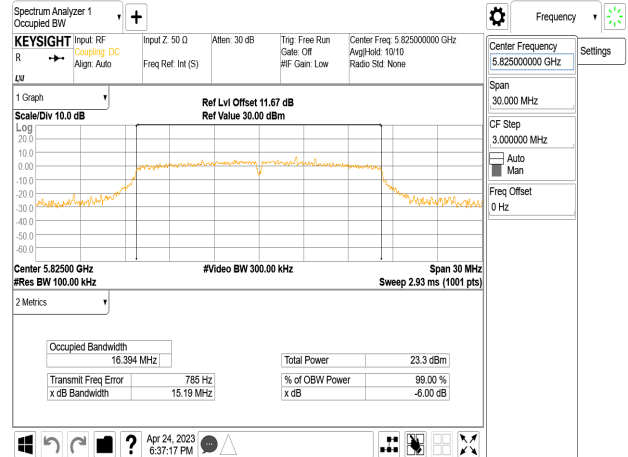 Spectrum Analyzer 1
Occupied BW
KEYSIGHT
R
LXI
Input: RF
Coupling: DC
Align: Auto
Input Z: 50 Ω
Freq Ref: Int (S)
Atten: 30 dB
Trig: Free Run
Gate: Off
#IF Gain: Low
Center Freq: 5.825000000 GHz
Avg|Hold: 10/10
Radio Std: None
1 Graph
Scale/Div 10.0 dB
Ref Lvl Offset 11.67 dB
Ref Value 30.00 dBm
Log
20.0
10.0
0.00
-10.0
-20.0
-30.0
-40.0
-50.0
-60.0
Center 5.82500 GHz
#Video BW 300.00 kHz
Span 30 MHz
#Res BW 100.00 kHz
Sweep 2.93 ms (1001 pts)
2 Metrics
Occupied Bandwidth
16.394 MHz
Total Power 23.3 dBm
Transmit Freq Error 785 Hz
% of OBW Power 99.00 %
x dB Bandwidth 15.19 MHz
x dB -6.00 dB
Apr 24, 2023
6:37:17 PM
Frequency
Settings
Center Frequency
5.825000000 GHz
Span
30.000 MHz
CF Step
3.000000 MHz
Auto
Man
Freq Offset
0 Hz